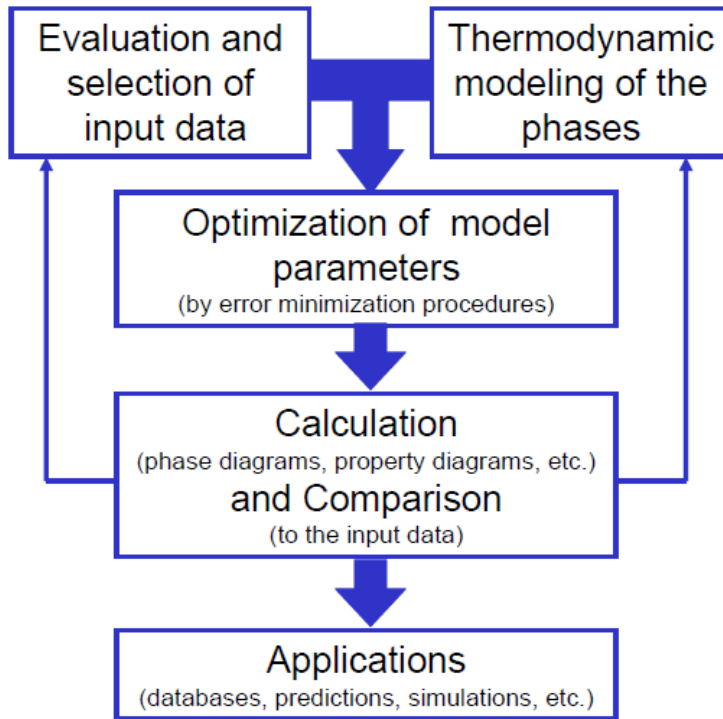 Evaluation and
selection of
input data
Thermodynamic
modeling of the
phases
Optimization of model
parameters
(by error minimization procedures)
Calculation
(phase diagrams, property diagrams, etc.)
and Comparison
(to the input data)
Applications
(databases, predictions, simulations, etc.)